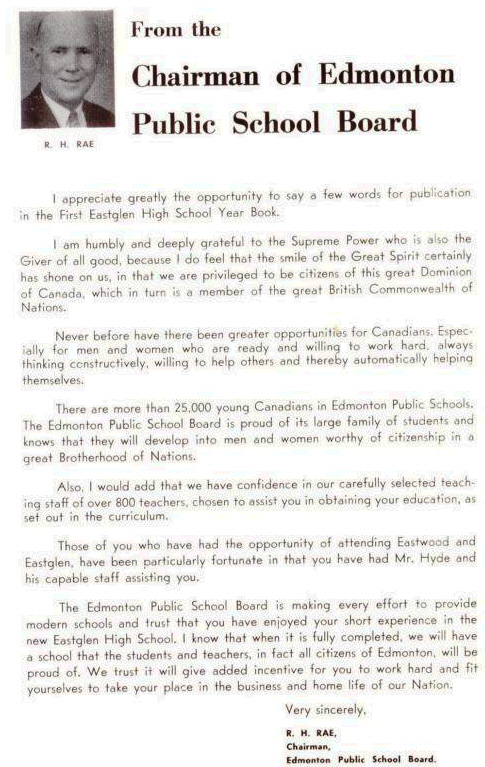 From the
Chairman of Edmonton
Public School Board
R. H. RAE
I appreciate greatly the opportunity to say a few words for publication
in the First Eastglen High School Year Book.
I am humbly and deeply grateful to the Supreme Power who is also the
Giver of all good, because I do feel that the smile of the Great Spirit certainly
has shone on us, in that we are privileged to be citizens of this great Dominion
of Canada, which in turn is a member of the great British Commonwealth of
Nations.
Never before have there been greater opportunities for Canadians. Espec-
ially for men and women who are ready and willing to work hard, always
thinking constructively, willing to help others and thereby automatically helping
themselves.
There are more than 25,000 young Canadians in Edmonton Public Schools.
The Edmonton Public School Board is proud of its large family of students and
knows that they will develop into men and women worthy of citizenship in a
great Brotherhood of Nations.
Also, I would add that we have confidence in our carefully selected teach-
ing staff of over 800 teachers, chosen to assist you in obtaining your education, as
set out in the curriculum.
Those of you who have had the opportunity of attending Eastwood and
Eastglen, have been particularly fortunate in that you have had Mr. Hyde and
his capable staff assisting you.
The Edmonton Public School Board is making every effort to provide
modern schools and trust that you have enjoyed your short experience in the
new Eastglen High School. I know that when it is fully completed, we will have
a school that the students and teachers, in fact all citizens of Edmonton, will be
proud of. We trust it will give added incentive for you to work hard and fit
yourselves to take your place in the business and home life of our Nation.
Very sincerely,
R. H. RAE,
Chairman,
Edmonton Public School Board.